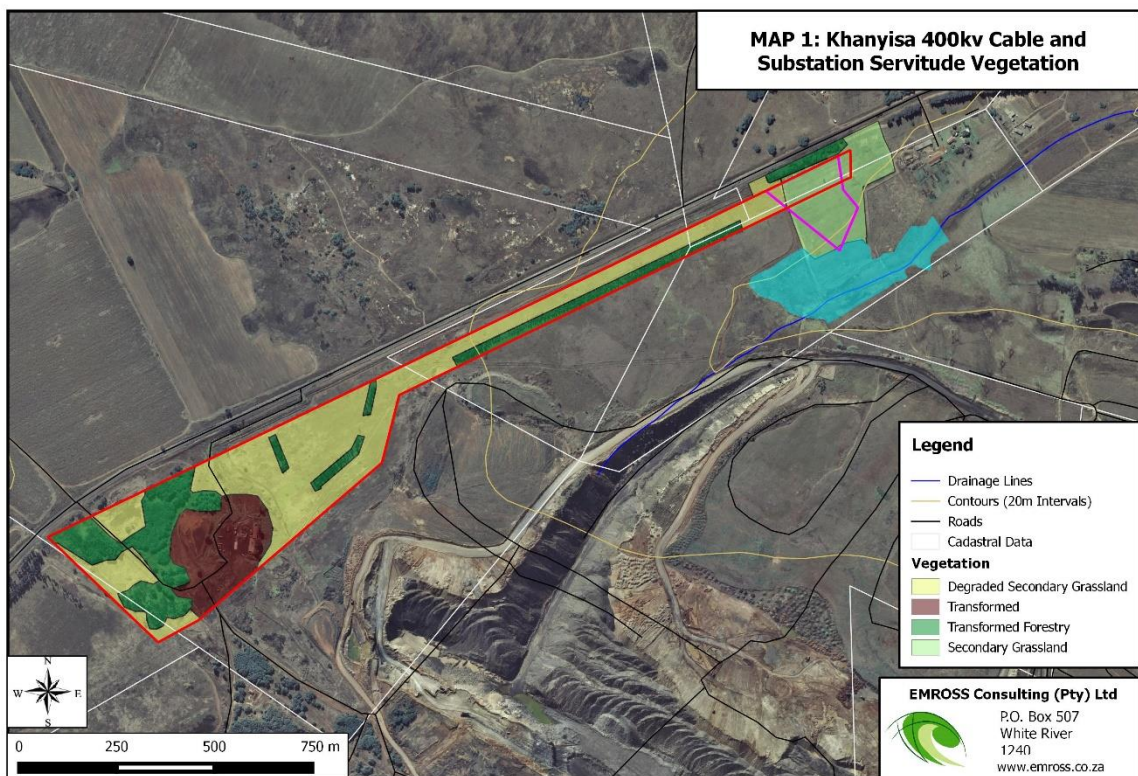 MAP 1: Khanyisa 400kv Cable and
Substation Servitude Vegetation
Legend
Drainage Lines
Contours (20m Intervals)
Roads
Cadastral Data
Vegetation
Degraded Secondary Grassland
Transformed
Transformed Forestry
Secondary Grassland
N
W E
S
0 250 500 750 m
EMROSS Consulting (Pty) Ltd
P.O. Box 507
White River
1240
www.emross.co.za